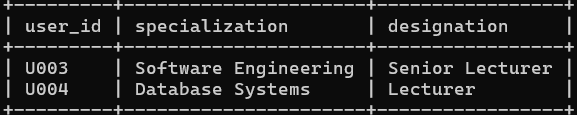 +---------+----------------------+-----------------+
| user_id | specialization       | designation     |
+---------+----------------------+-----------------+
| U003    | Software Engineering | Senior Lecturer |
| U004    | Database Systems     | Lecturer        |
+---------+----------------------+-----------------+